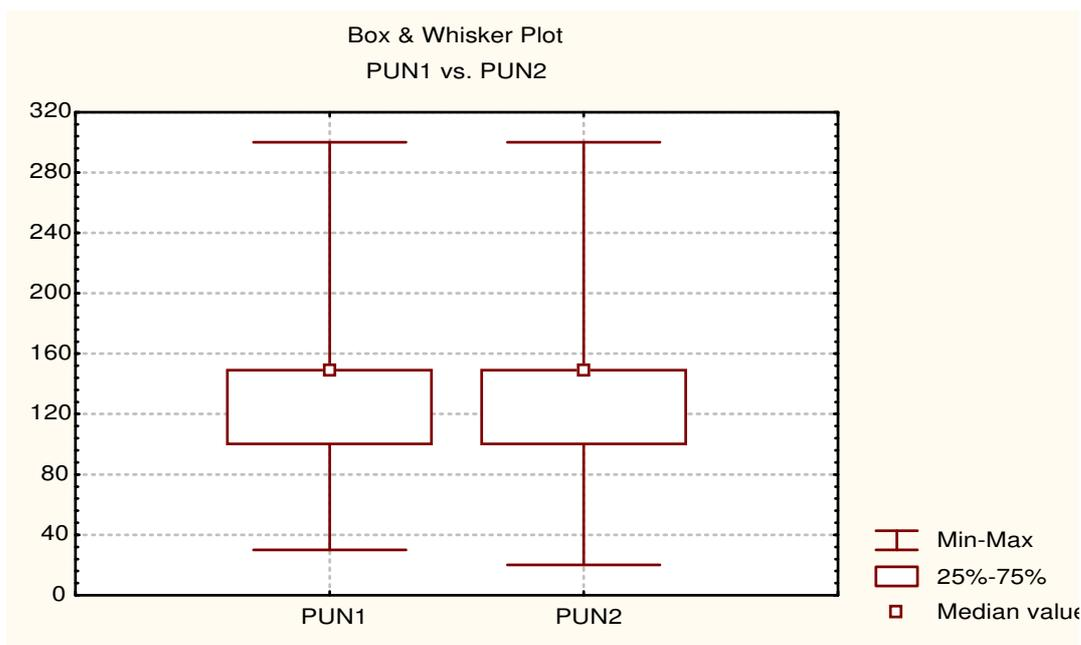 Box & Whisker Plot
PUN1 vs. PUN2
320
280
240
200
160
120
80
40
0
PUN1 PUN2
Min-Max
25%-75%
Median value